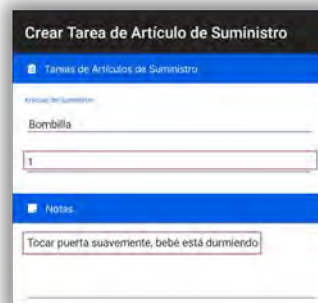 Crear Tarea de Artículo de Suministro
Tareas de Artículos de Suministro
Artículo de Suministro
Bombilla
1
Notas
Tocar puerta suavemente, bebé está durmiendo